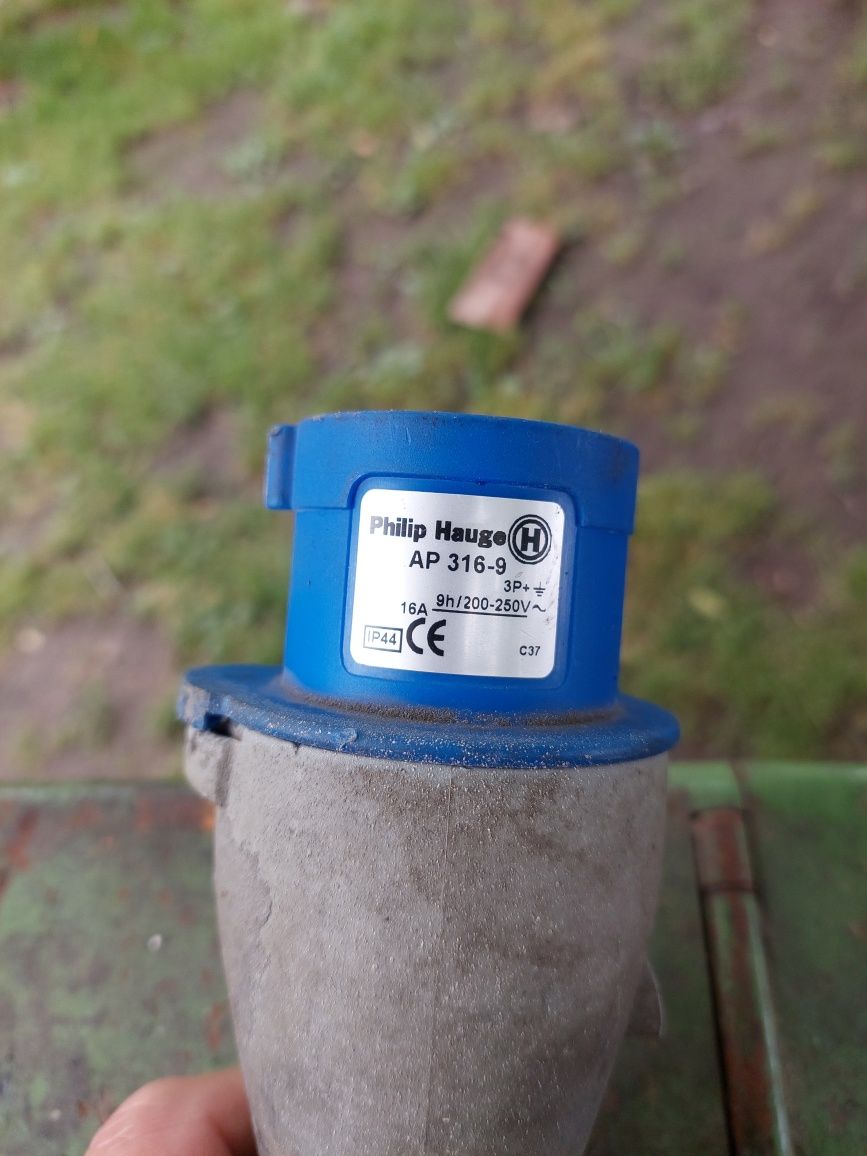 Philip Hauge H
AP 316-9
3P+⏚
16A 9h/200-250V~
IP44 CE C37